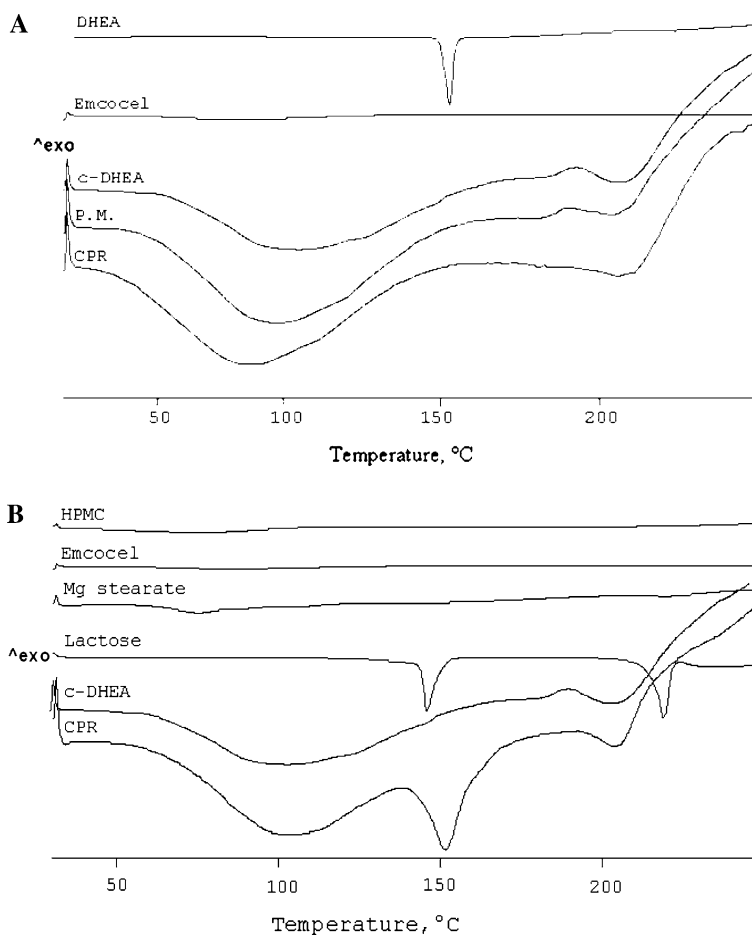 A
DHEA
Emcocel
^exo
c-DHEA
P.M.
CPR
50 100 150 200
Temperature, °C
B
HPMC
Emcocel
Mg stearate
Lactose
^exo
c-DHEA
CPR
50 100 150 200
Temperature,°C